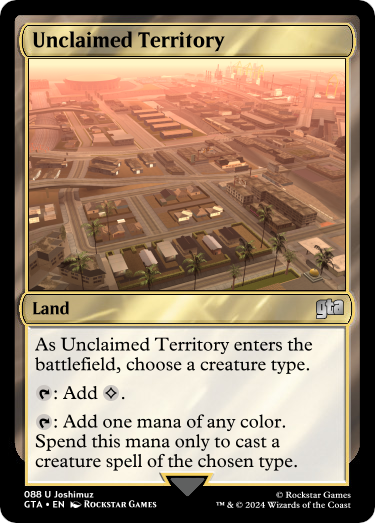 Unclaimed Territory
Land
gta
As Unclaimed Territory enters the
battlefield, choose a creature type.
: Add .
: Add one mana of any color.
Spend this mana only to cast a
creature spell of the chosen type.
088 U Joshimuz
GTA • EN ROCKSTAR GAMES
© Rockstar Games
™ & © 2024 Wizards of the Coast